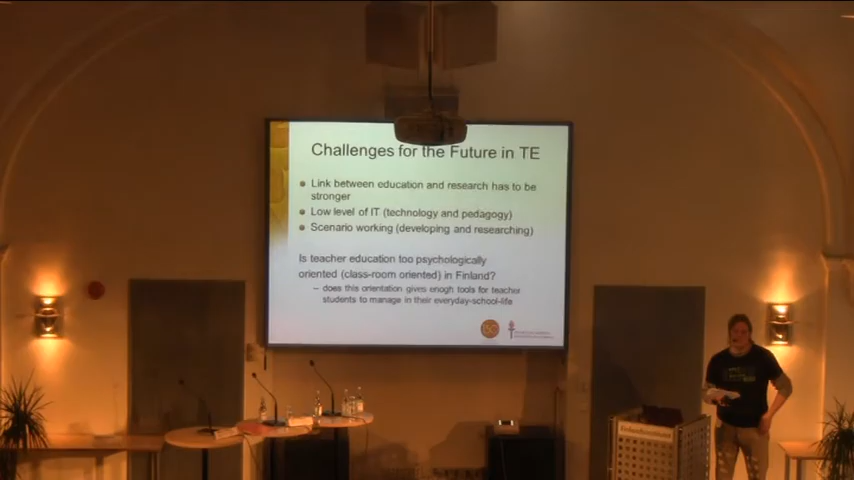 Challenges for the Future in TE
Link between education and research has to be
stronger
Low level of IT (technology and pedagogy)
Scenario working (developing and researching)
Is teacher education too psychologically
oriented (class-room oriented) in Finland?
– does this orientation gives enogh tools for teacher
students to manage in their everyday-school-life